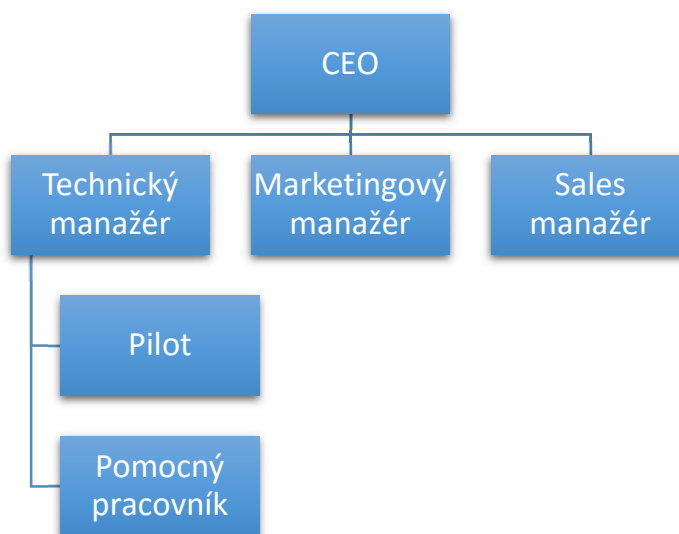 CEO
Technický
manažér
Marketingový
manažér
Sales
manažér
Pilot
Pomocný
pracovník